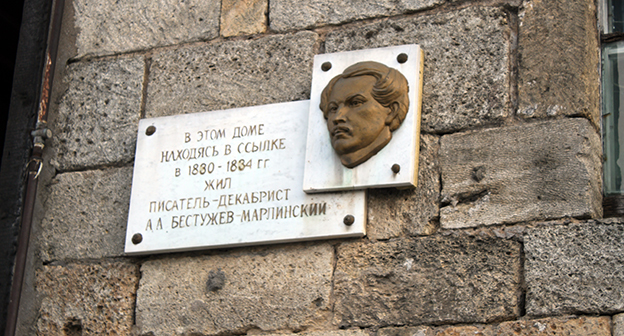 В ЭТОМ ДОМЕ
НАХОДЯСЬ В ССЫЛКЕ
В 1830 - 1834 ГГ
ЖИЛ
ПИСАТЕЛЬ-ДЕКАБРИСТ
А.А. БЕСТУЖЕВ-МАРЛИНСКИЙ